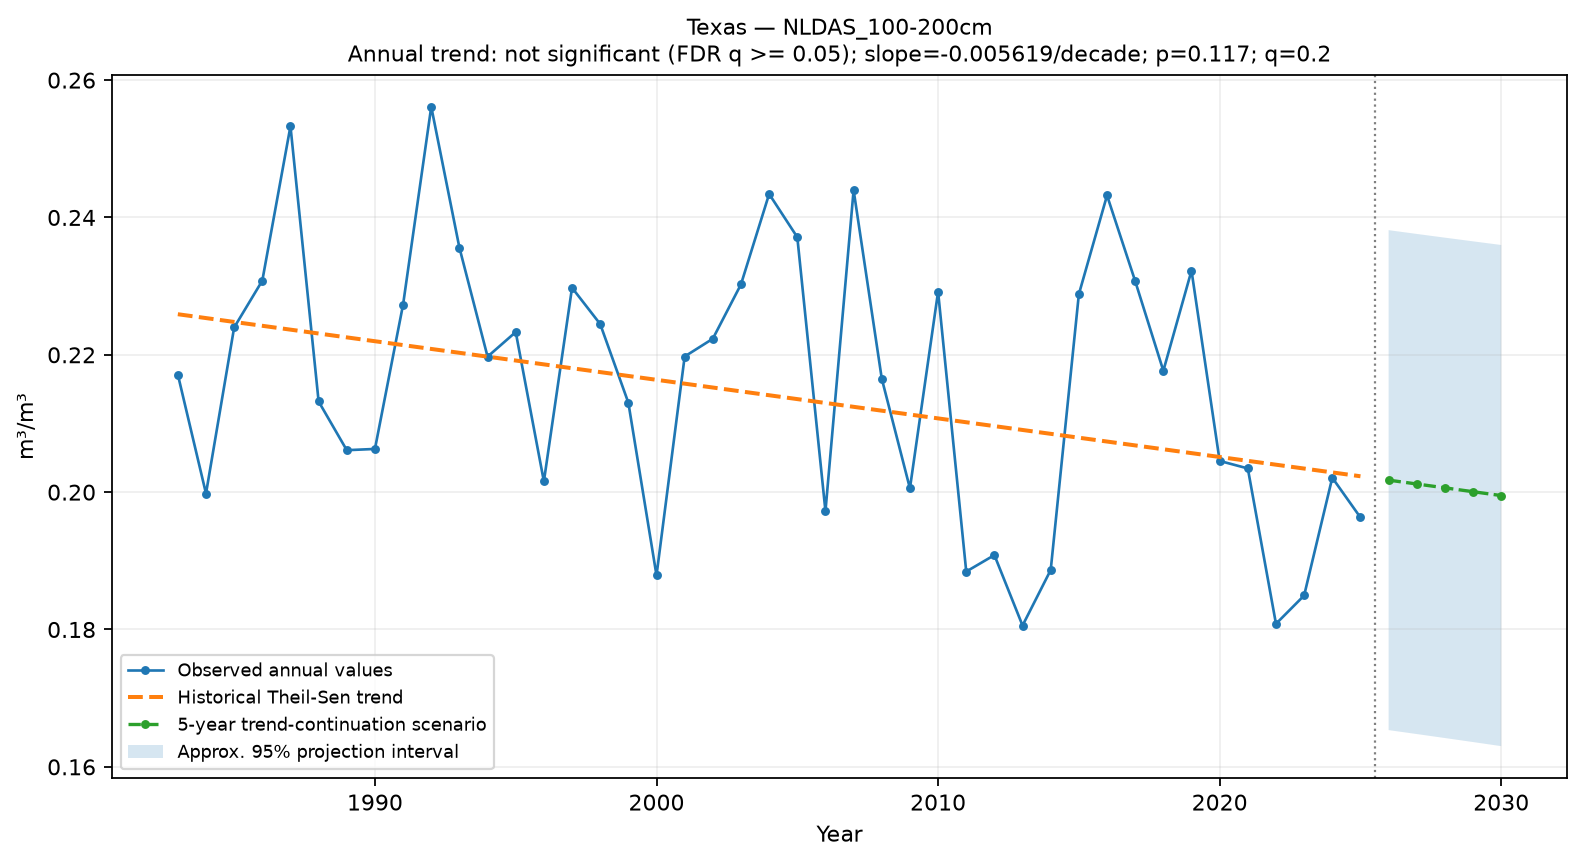 Texas — NLDAS_100-200cm
Annual trend: not significant (FDR q >= 0.05); slope=-0.005619/decade; p=0.117; q=0.2
0.26
0.24
0.22
0.20
0.18
0.16
m³/m³
Observed annual values
Historical Theil-Sen trend
5-year trend-continuation scenario
Approx. 95% projection interval
1990
2000
2010
2020
2030
Year